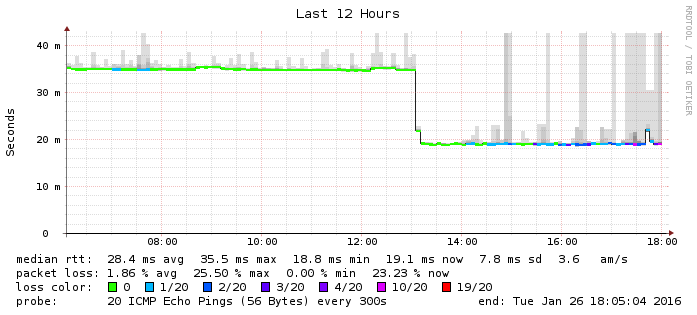 Last 12 Hours
RRDTOOL / TOBI OETIKER
Seconds
40 m
30 m
20 m
10 m
0
08:00 10:00 12:00 14:00 16:00 18:00
median rtt: 28.4 ms avg 35.5 ms max 18.8 ms min 19.1 ms now 7.8 ms sd 3.6 am/s
packet loss: 1.86 % avg 25.50 % max 0.00 % min 23.23 % now
loss color: 0 1/20 2/20 3/20 4/20 10/20 19/20
probe: 20 ICMP Echo Pings (56 Bytes) every 300s end: Tue Jan 26 18:05:04 2016